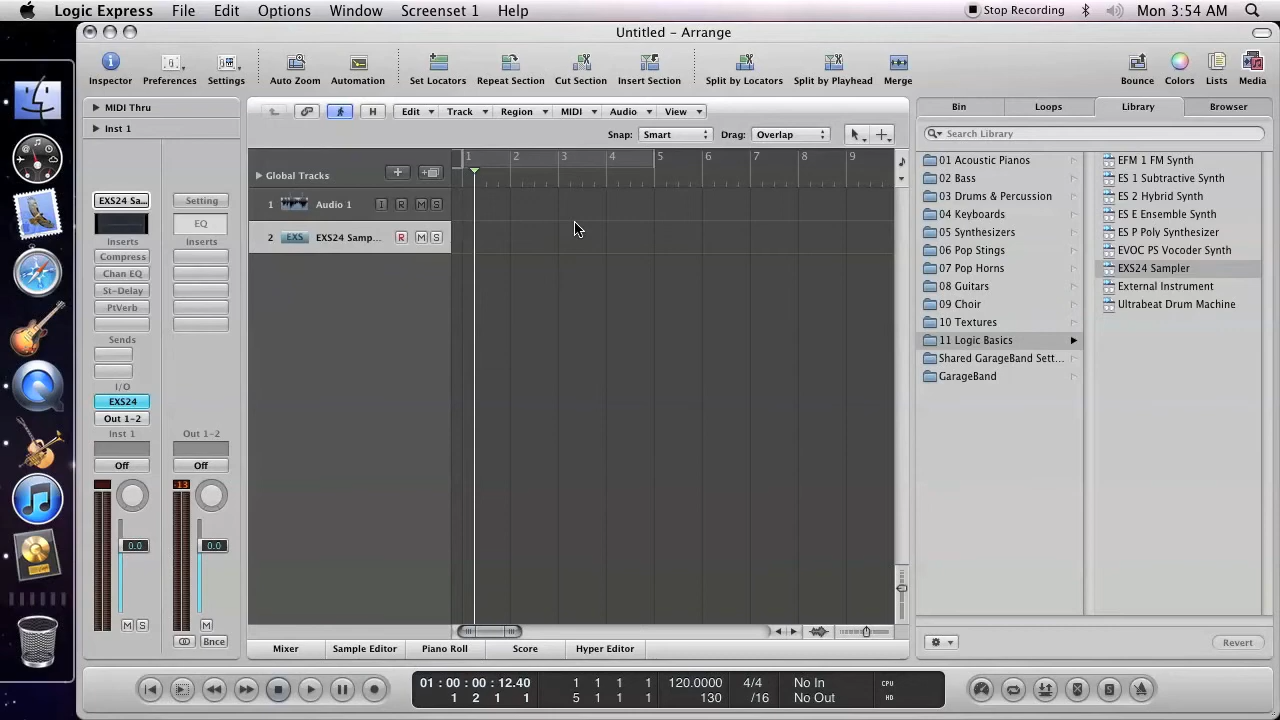 Logic Express File Edit Options Window Screenset 1 Help Stop Recording Mon 3:54 AM
Untitled – Arrange
Inspector Preferences Settings Auto Zoom Automation Set Locators Repeat Section Cut Section Insert Section Split by Locators Split by Playhead Merge Bounce Colors Lists Media
MIDI Thru
Inst 1
EXS24 Sa...
Inserts
Compress
Chan EQ
St-Delay
PtVerb
Sends
I/O
EXS24
Out 1-2
Inst 1
Off
0.0
M S
Setting
EQ
Inserts
Out 1-2
Off
-13
0.0
M
Bnce
H Edit Track Region MIDI Audio View
Snap: Smart Drag: Overlap
1 2 3 4 5 6 7 8 9
Global Tracks
1 Audio 1 I R M S
2 EXS EXS24 Samp... R M S
Mixer Sample Editor Piano Roll Score Hyper Editor
Bin Loops Library Browser
Search Library
01 Acoustic Pianos
02 Bass
03 Drums & Percussion
04 Keyboards
05 Synthesizers
06 Pop Stings
07 Pop Horns
08 Guitars
09 Choir
10 Textures
11 Logic Basics
Shared GarageBand Sett...
GarageBand
EFM 1 FM Synth
ES 1 Subtractive Synth
ES 2 Hybrid Synth
ES E Ensemble Synth
ES P Poly Synthesizer
EVOC PS Vocoder Synth
EXS24 Sampler
External Instrument
Ultrabeat Drum Machine
Revert
01 : 00 : 00 : 12.40 1 1 1 1 120.0000 4/4 No In CPU
1 2 1 1 5 1 1 1 130 /16 No Out HD
S